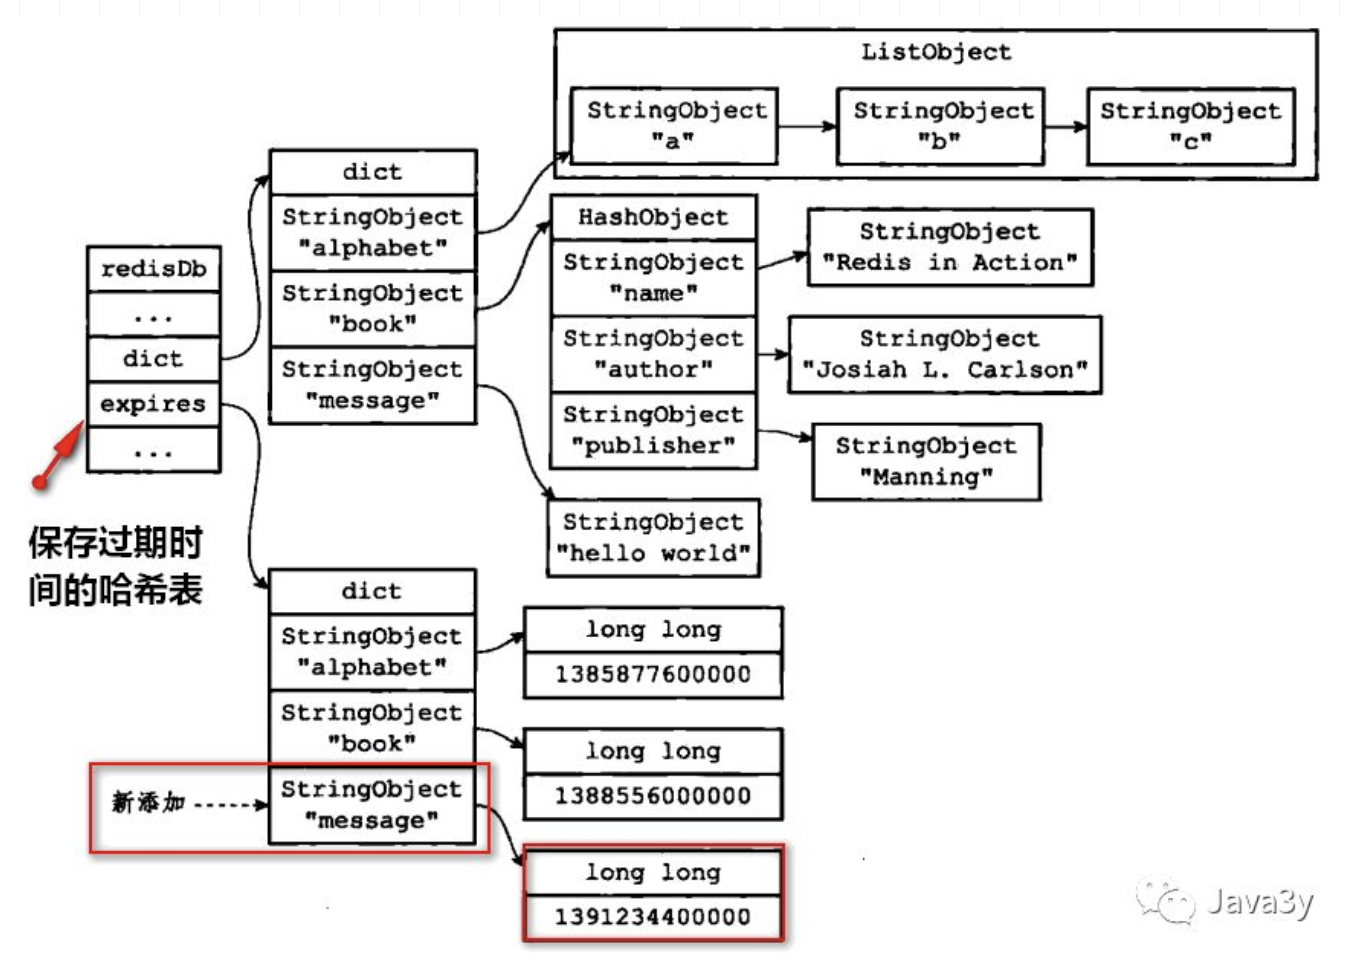 ListObject
StringObject
"a"
StringObject
"b"
StringObject
"c"
dict
StringObject
"alphabet"
StringObject
"book"
StringObject
"message"
HashObject
StringObject
"name"
StringObject
"author"
StringObject
"publisher"
StringObject
"Redis in Action"
StringObject
"Josiah L. Carlson"
StringObject
"Manning"
StringObject
"hello world"
redisDb
...
dict
expires
...
保存过期时
间的哈希表
dict
StringObject
"alphabet"
StringObject
"book"
新添加
StringObject
"message"
long long
1385877600000
long long
1388556000000
long long
1391234400000
Java3y